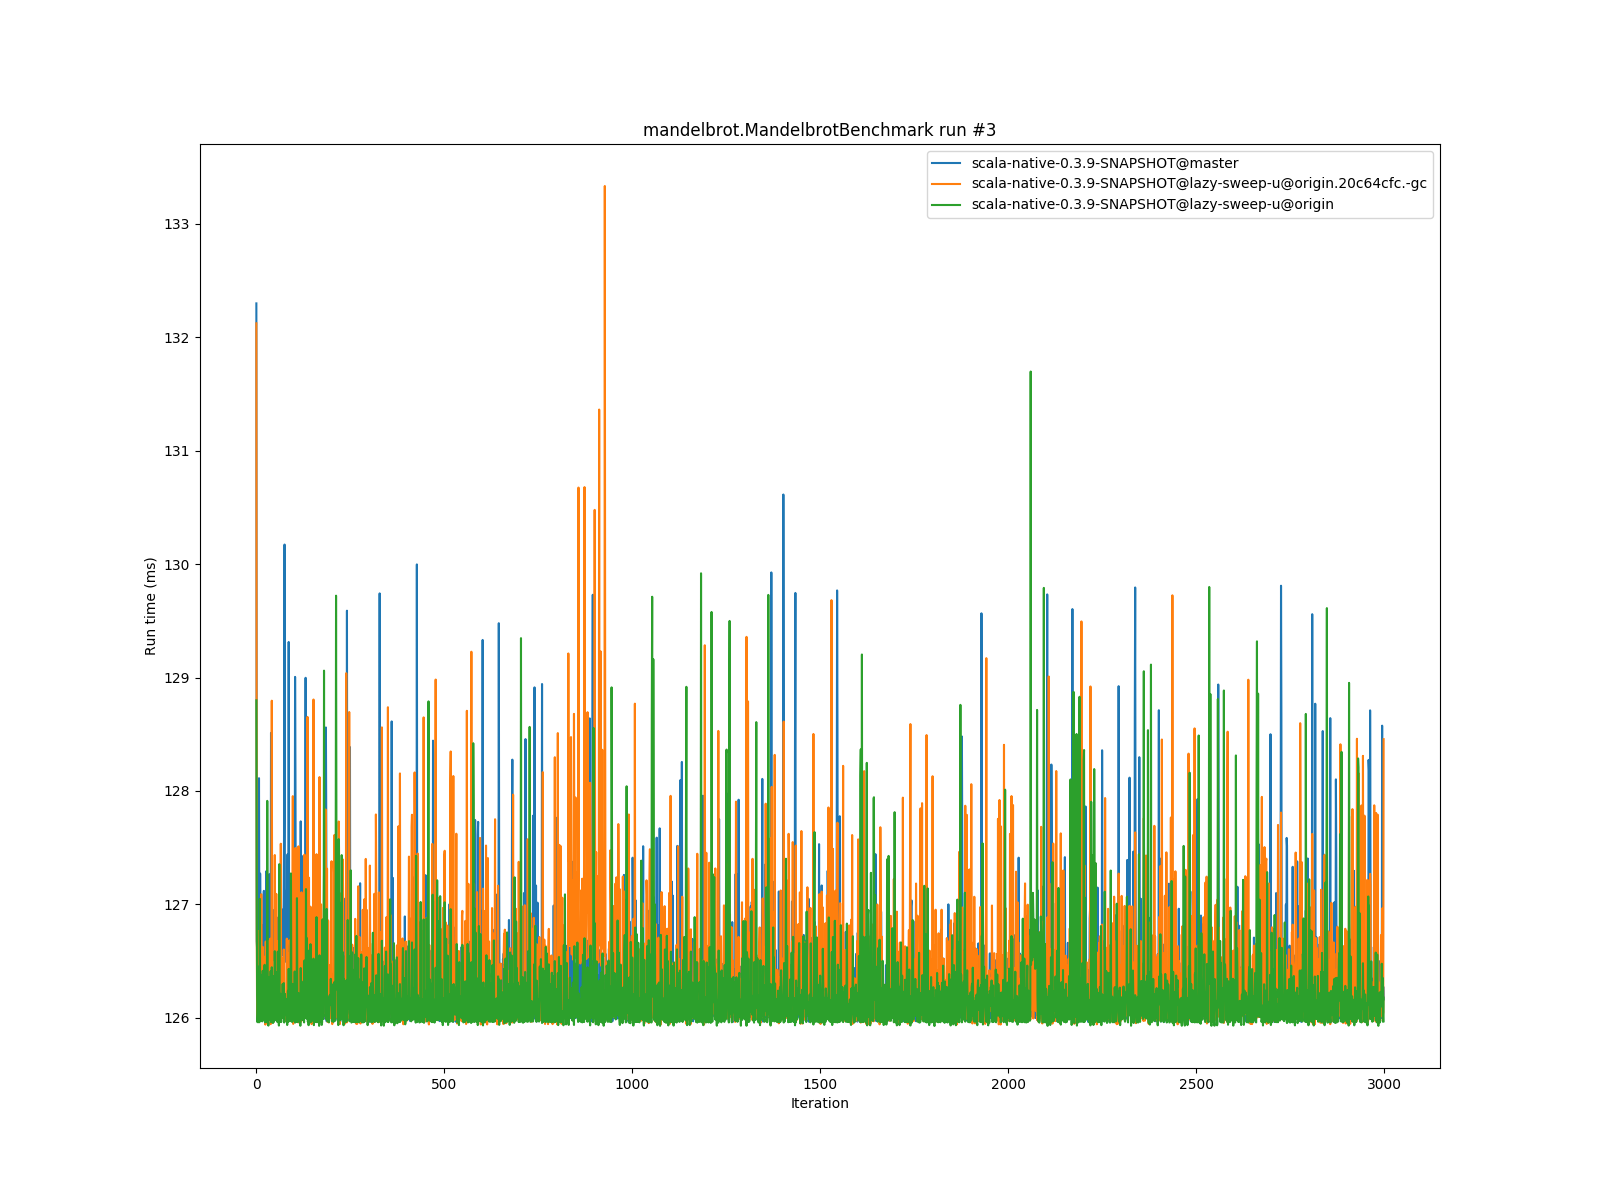 mandelbrot.MandelbrotBenchmark run #3
scala-native-0.3.9-SNAPSHOT@master
scala-native-0.3.9-SNAPSHOT@lazy-sweep-u@origin.20c64cfc.-gc
scala-native-0.3.9-SNAPSHOT@lazy-sweep-u@origin
133
132
131
130
129
128
127
126
Run time (ms)
0
500
1000
1500
2000
2500
3000
Iteration